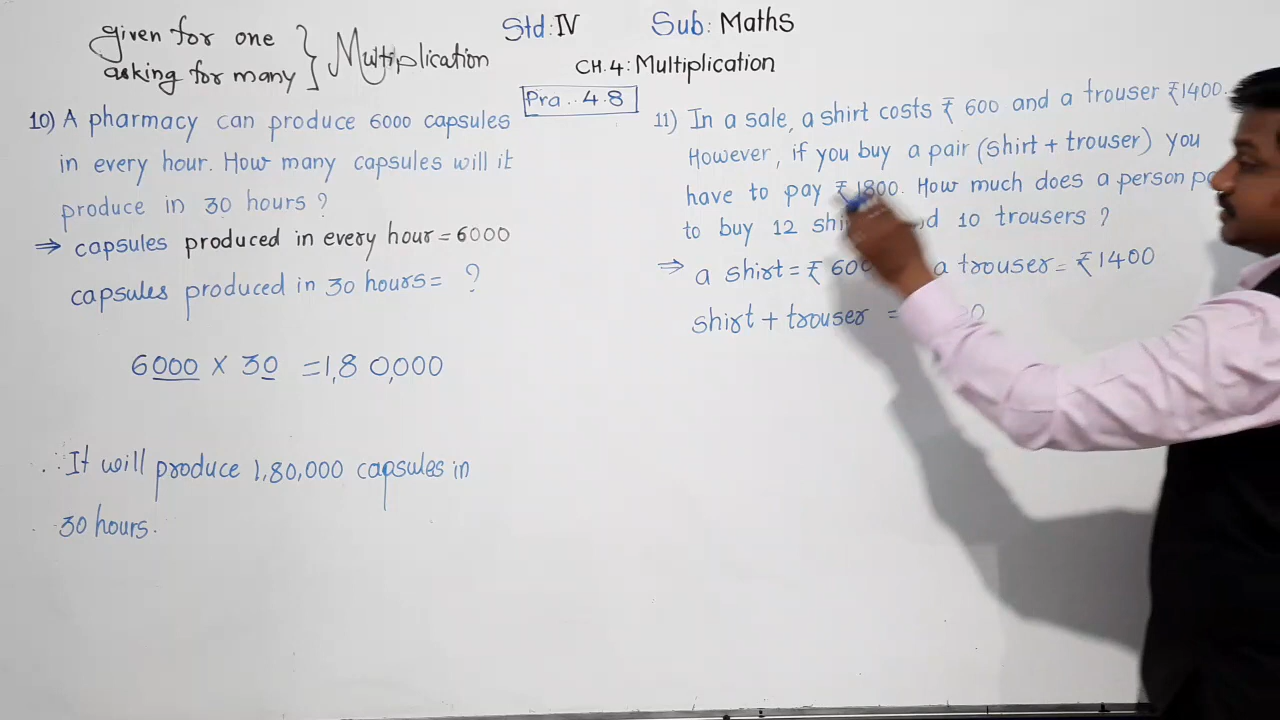 given for one
asking for many } Multiplication
Std: IV Sub: Maths
CH.4: Multiplication
Pra.. 4.8
10) A pharmacy can produce 6000 capsules
in every hour. How many capsules will it
produce in 30 hours?
⇒ capsules produced in every hour = 6000
capsules produced in 30 hours = ?
6000 × 30 = 1,80,000
∴ It will produce 1,80,000 capsules in
30 hours.
11) In a sale, a shirt costs ₹ 600 and a trouser ₹1400.
However, if you buy a pair (shirt + trouser) you
have to pay ₹ 1800. How much does a person
to buy 12 10 trousers ?
⇒ a shirt = ₹ a trouser = ₹1400
shirt + trouser =